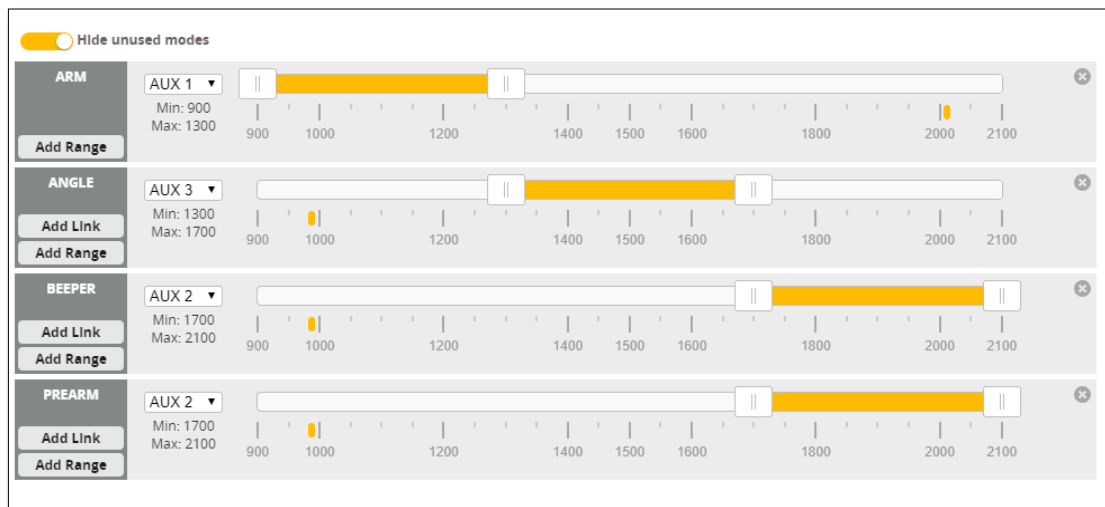 Hide unused modes
ARM
AUX 1
Min: 900
Max: 1300
Add Range
900 1000 1200 1400 1500 1600 1800 2000 2100
ANGLE
AUX 3
Min: 1300
Max: 1700
Add Link
Add Range
900 1000 1200 1400 1500 1600 1800 2000 2100
BEEPER
AUX 2
Min: 1700
Max: 2100
Add Link
Add Range
900 1000 1200 1400 1500 1600 1800 2000 2100
PREARM
AUX 2
Min: 1700
Max: 2100
Add Link
Add Range
900 1000 1200 1400 1500 1600 1800 2000 2100